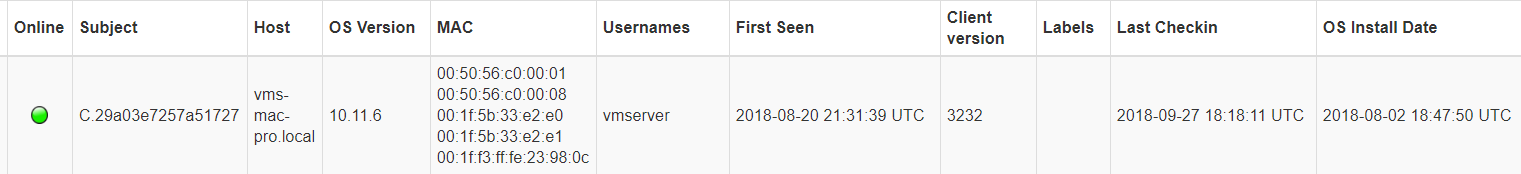 Online Subject Host OS Version MAC Usernames First Seen Client version Labels Last Checkin OS Install Date
C.29a03e7257a51727
vms-
mac-
pro.local
10.11.6
00:50:56:c0:00:01
00:50:56:c0:00:08
00:1f:5b:33:e2:e0
00:1f:5b:33:e2:e1
00:1f:f3:ff:fe:23:98:0c
vmserver
2018-08-20 21:31:39 UTC
3232
2018-09-27 18:18:11 UTC
2018-08-02 18:47:50 UTC